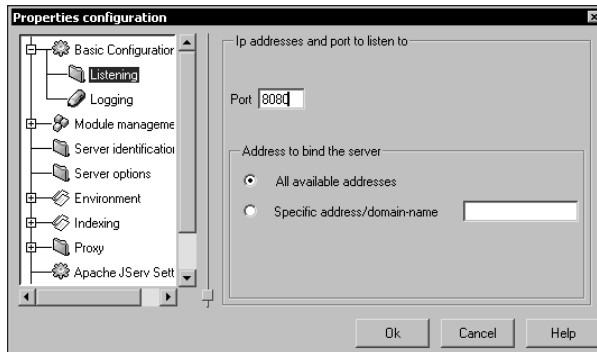 Properties configuration
Basic Configuration
Listening
Logging
Module manageme
Server identification
Server options
Environment
Indexing
Proxy
Apache JServ Sett
Ip addresses and port to listen to
Port 8080
Address to bind the server
All available addresses
Specific address/domain-name
Ok
Cancel
Help